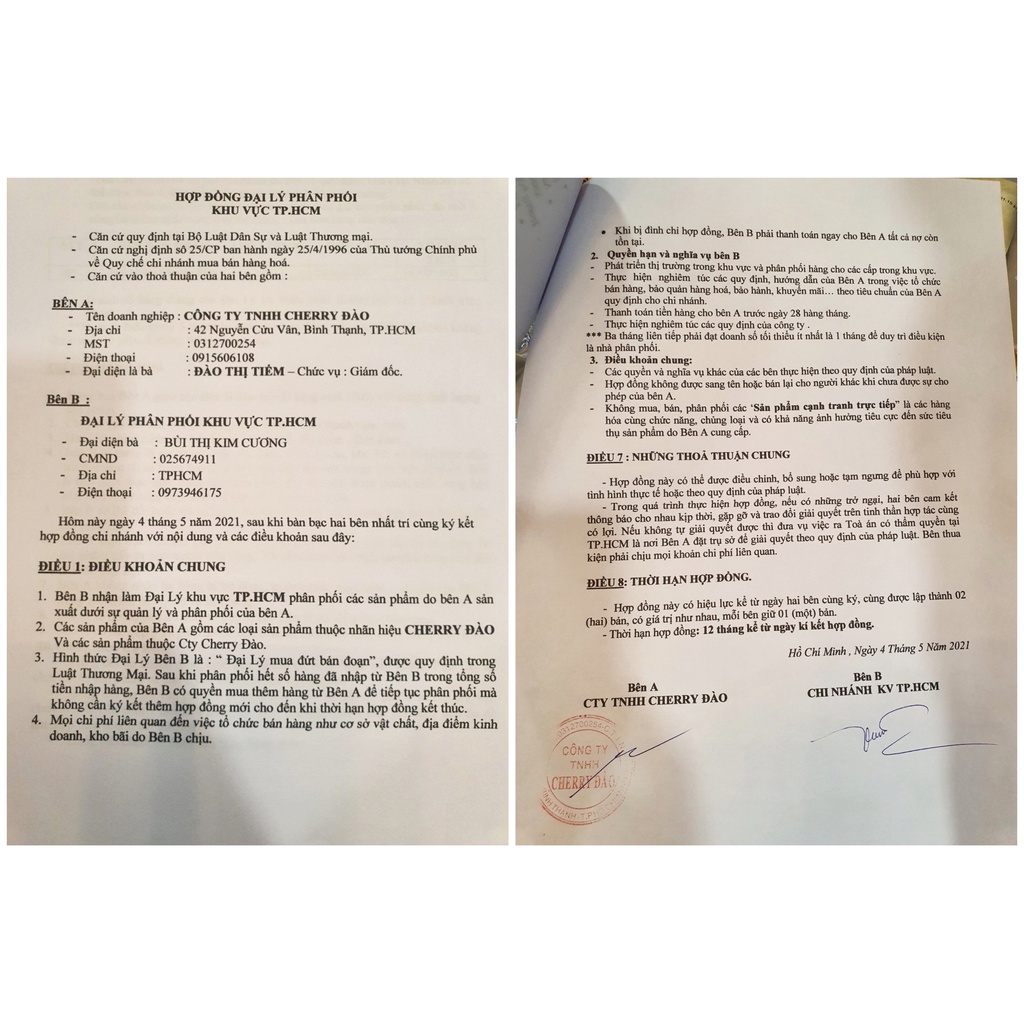 HỢP ĐỒNG ĐẠI LÝ PHÂN PHỐI
KHU VỰC TP.HCM
- Căn cứ quy định tại Bộ Luật Dân Sự và Luật Thương mại.
- Căn cứ nghị định số 25/CP ban hành ngày 25/4/1996 của Thủ tướng Chính phủ
về Quy chế chi nhánh mua bán hàng hoá.
- Căn cứ vào thoả thuận của hai bên gồm :
BÊN A:
- Tên doanh nghiệp : CÔNG TY TNHH CHERRY ĐÀO
- Địa chỉ : 42 Nguyễn Cửu Vân, Bình Thạnh, TP.HCM
- MST : 0312700254
- Điện thoại : 0915606108
- Đại diện là bà : ĐÀO THỊ TIẾM – Chức vụ : Giám đốc.
Bên B :
ĐẠI LÝ PHÂN PHỐI KHU VỰC TP.HCM
- Đại diện bà : BÙI THỊ KIM CƯƠNG
- CMND : 025674911
- Địa chỉ : TPHCM
- Điện thoại : 0973946175
Hôm này ngày 4 tháng 5 năm 2021, sau khi bàn bạc hai bên nhất trí cùng ký kết
hợp đồng chi nhánh với nội dung và các điều khoản sau đây:
ĐIỀU 1: ĐIỀU KHOẢN CHUNG
1. Bên B nhận làm Đại Lý khu vực TP.HCM phân phối các sản phẩm do bên A sản
xuất dưới sự quản lý và phân phối của bên A.
2. Các sản phẩm của Bên A gồm các loại sản phẩm thuộc nhãn hiệu CHERRY ĐÀO
Và các sản phẩm thuộc Cty Cherry Đào.
3. Hình thức Đại Lý Bên B là : “ Đại Lý mua đứt bán đoạn”, được quy định trong
Luật Thương Mại. Sau khi phân phối hết số hàng đã nhập từ Bên B trong tổng số
tiền nhập hàng, Bên B có quyền mua thêm hàng từ Bên A để tiếp tục phân phối mà
không cần ký kết thêm hợp đồng mới cho đến khi thời hạn hợp đồng kết thúc.
4. Mọi chi phí liên quan đến việc tổ chức bán hàng như cơ sở vật chất, địa điểm kinh
doanh, kho bãi do Bên B chịu.
• Khi bị đình chỉ hợp đồng, Bên B phải thanh toán ngay cho Bên A tất cả nợ còn
tồn tại.
2. Quyền hạn và nghĩa vụ bên B
- Phát triển thị trường trong khu vực và phân phối hàng cho các cấp trong khu vực.
- Thực hiện nghiêm túc các quy định, hướng dẫn của Bên A trong việc tổ chức
bán hàng, bảo quản hàng hoá, bảo hành, khuyến mãi… theo tiêu chuẩn của Bên A
quy định cho chi nhánh.
- Thanh toán tiền hàng cho bên A trước ngày 28 hàng tháng.
- Thực hiện nghiêm túc các quy định của công ty .
*** Ba tháng liên tiếp phải đạt doanh số tối thiểu ít nhất là 1 tháng để duy trì điều kiện
là nhà phân phối.
3. Điều khoản chung:
- Các quyền và nghĩa vụ khác của các bên thực hiện theo quy định của pháp luật.
- Hợp đồng không được sang tên hoặc bán lại cho người khác khi chưa được sự cho
phép của bên A.
- Không mua, bán, phân phối các ‘Sản phẩm cạnh tranh trực tiếp” là các hàng
hóa cùng chức năng, chủng loại và có khả năng ảnh hưởng tiêu cực đến sức tiêu
thụ sản phẩm do Bên A cung cấp.
ĐIỀU 7 : NHỮNG THOẢ THUẬN CHUNG
- Hợp đồng này có thể được điều chỉnh, bổ sung hoặc tạm ngưng để phù hợp với
tình hình thực tế hoặc theo quy định của pháp luật.
- Trong quá trình thực hiện hợp đồng, nếu có những trở ngại, hai bên cam kết
thông báo cho nhau kịp thời, gặp gỡ và trao đổi giải quyết trên tinh thần hợp tác cùng
có lợi. Nếu không tự giải quyết được thì đưa vụ việc ra Toà án có thẩm quyền tại
TP.HCM là nơi Bên A đặt trụ sở để giải quyết theo quy định của pháp luật. Bên thua
kiện phải chịu mọi khoản chi phí liên quan.
ĐIỀU 8: THỜI HẠN HỢP ĐỒNG.
- Hợp đồng này có hiệu lực kể từ ngày hai bên cùng ký, cùng được lập thành 02
(hai) bản, có giá trị như nhau, mỗi bên giữ 01 (một) bản.
- Thời hạn hợp đồng: 12 tháng kể từ ngày kí kết hợp đồng.
Hồ Chí Minh , Ngày 4 Tháng 5 Năm 2021
Bên A
CTY TNHH CHERRY ĐÀO
Bên B
CHI NHÁNH KV TP.HCM
0312700254
CÔNG TY
TNHH
CHERRY ĐÀO